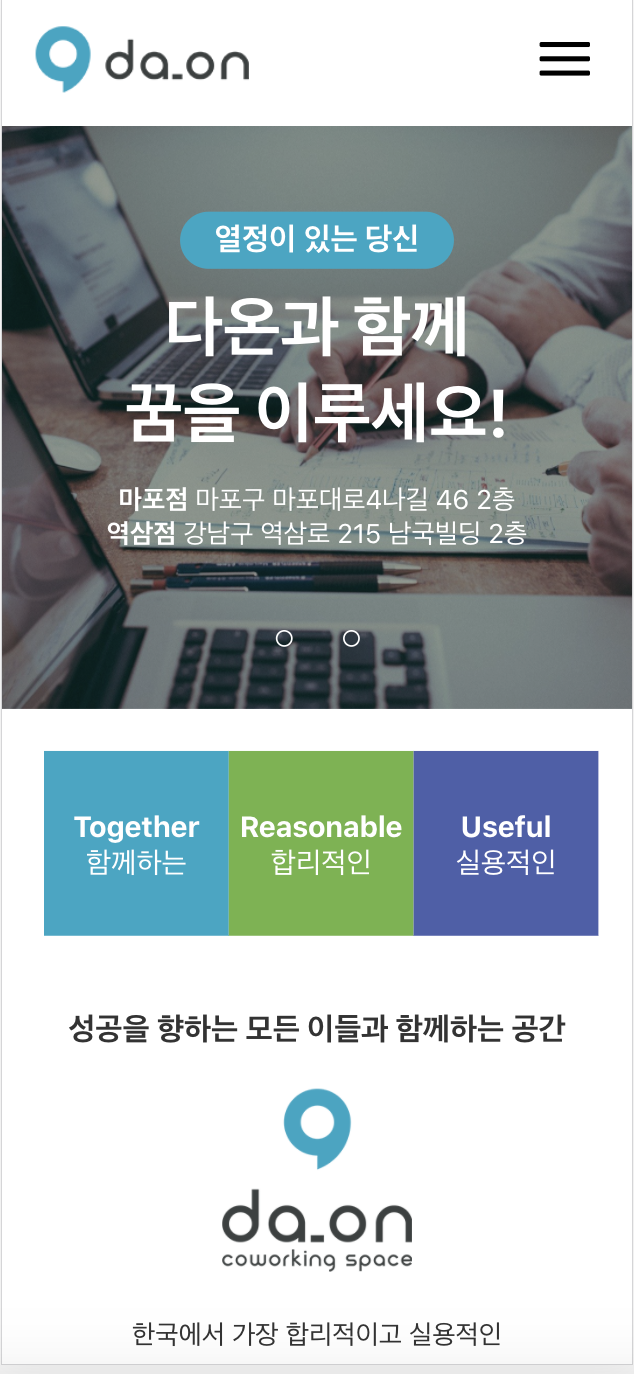 da_on
열정이 있는 당신
다온과 함께
꿈을 이루세요!
마포점 마포구 마포대로4나길 46 2층
역삼점 강남구 역삼로 215 남국빌딩 2층
Together
함께하는
Reasonable
합리적인
Useful
실용적인
성공을 향하는 모든 이들과 함께하는 공간
da_on
coworking space
한국에서 가장 합리적이고 실용적인